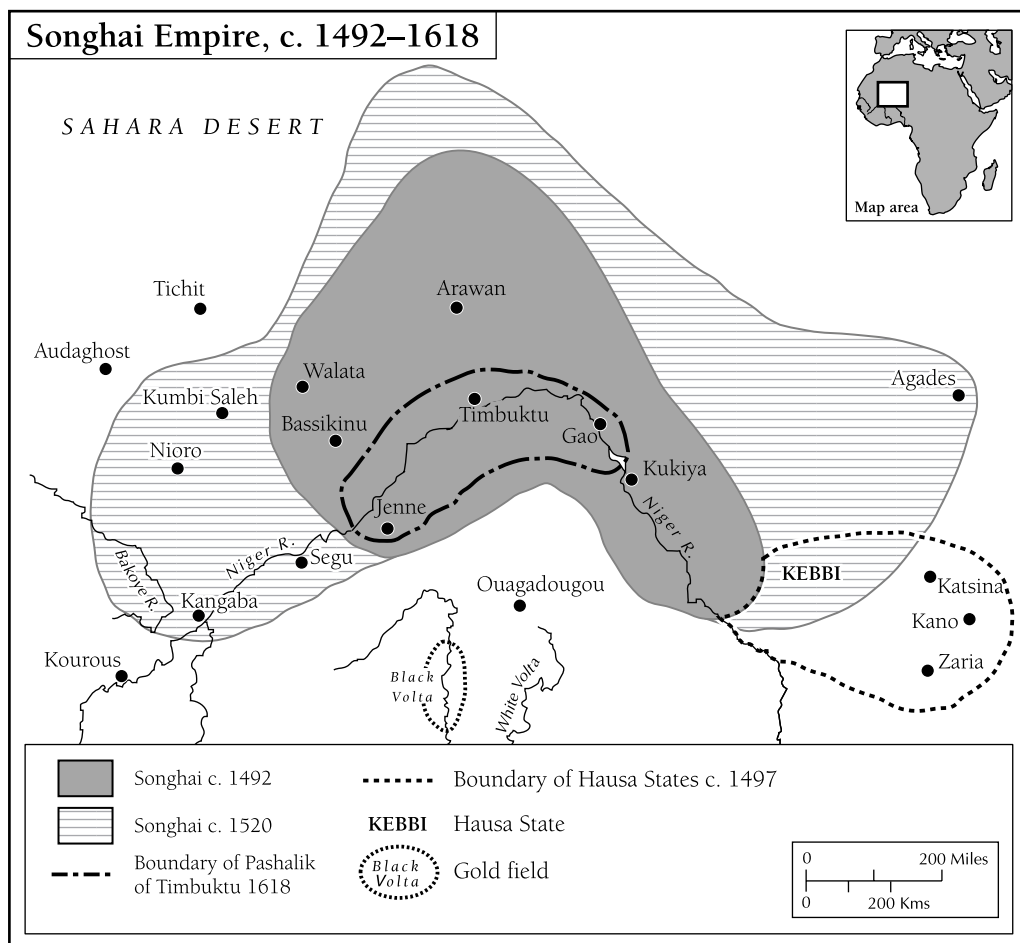 Songhai Empire, c. 1492–1618
SAHARA DESERT
Map area
Tichit
Arawan
Audaghost
Walata
Agades
Kumbi Saleh
Timbuktu
Bassikinu
Gao
Nioro
Kukiya
Jenne
Niger R.
Niger R.
Segu
Bakoye R.
KEBBI
Ouagadougou
Katsina
Kangaba
Kano
Kourous
Zaria
Black
Volta
White Volta
Songhai c. 1492
Songhai c. 1520
Boundary of Pashalik
of Timbuktu 1618
Boundary of Hausa States c. 1497
KEBBI Hausa State
Black
Volta
Gold field
0 200 Miles
0 200 Kms